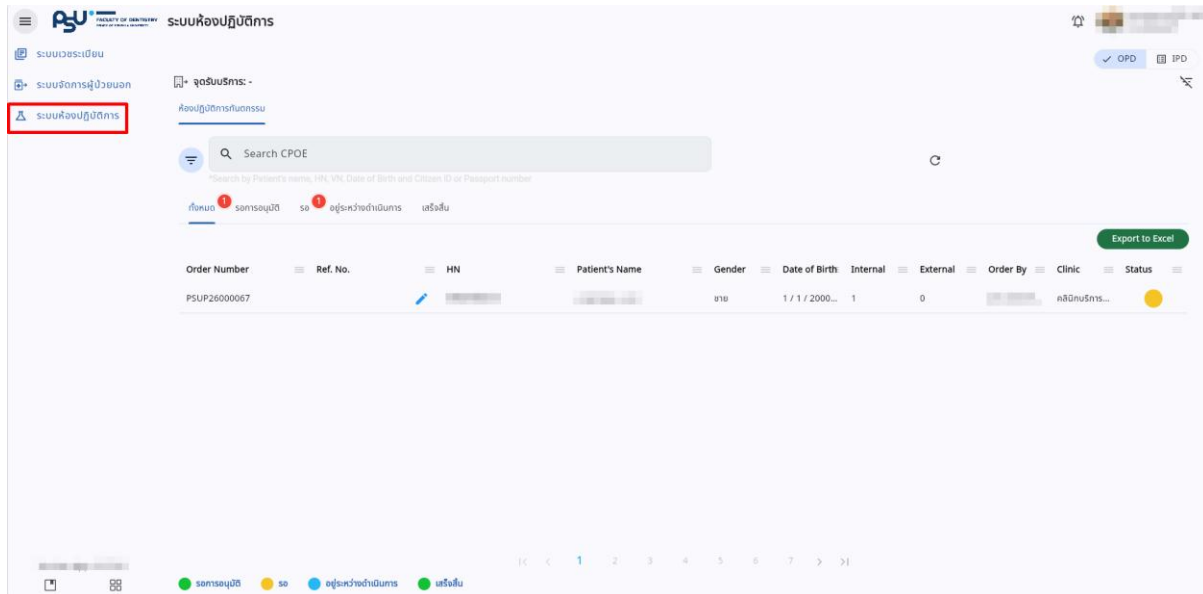 PSU FACULTY OF DENTISTRY ระบบห้องปฏิบัติการ
ระบบเวชระเบียน
OPD IPD
ระบบจัดการผู้ป่วยนอก
จุดรับบริการ: -
ระบบห้องปฏิบัติการ
ห้องปฏิบัติการทันตกรรม
Search CPOE
*Search by Patient's name, HN, VN, Date of Birth and Citizen ID or Passport number
ทั้งหมด 1 รอการอนุมัติ รอ 1 อยู่ระหว่างดำเนินการ เสร็จสิ้น
Export to Excel
Order Number Ref. No. HN Patient's Name Gender Date of Birth Internal External Order By Clinic Status
PSUP26000067 ชาย 1 / 1 / 2000... 1 0 คลินิกบริการ...
1 2 3 4 5 6 7
รอการอนุมัติ รอ อยู่ระหว่างดำเนินการ เสร็จสิ้น